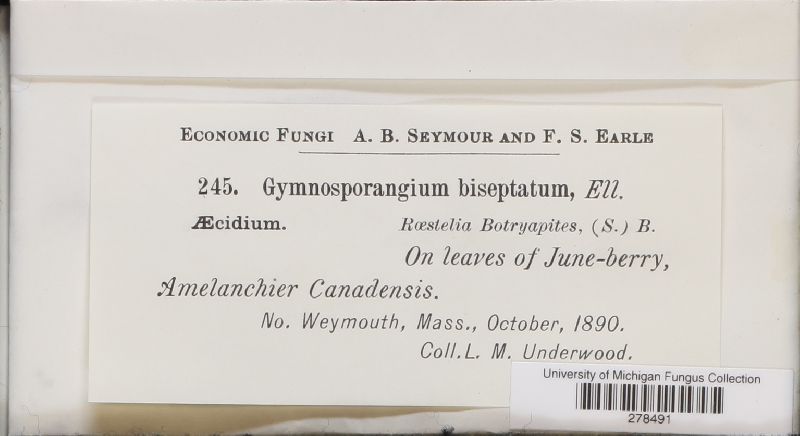 Economic Fungi A. B. Seymour and F. S. Earle
245. Gymnosporangium biseptatum, Ell.
Æcidium. Rœstelia Botryapites, (S.) B.
On leaves of June-berry,
Amelanchier Canadensis.
No. Weymouth, Mass., October, 1890.
Coll. L. M. Underwood.
University of Michigan Fungus Collection
278491